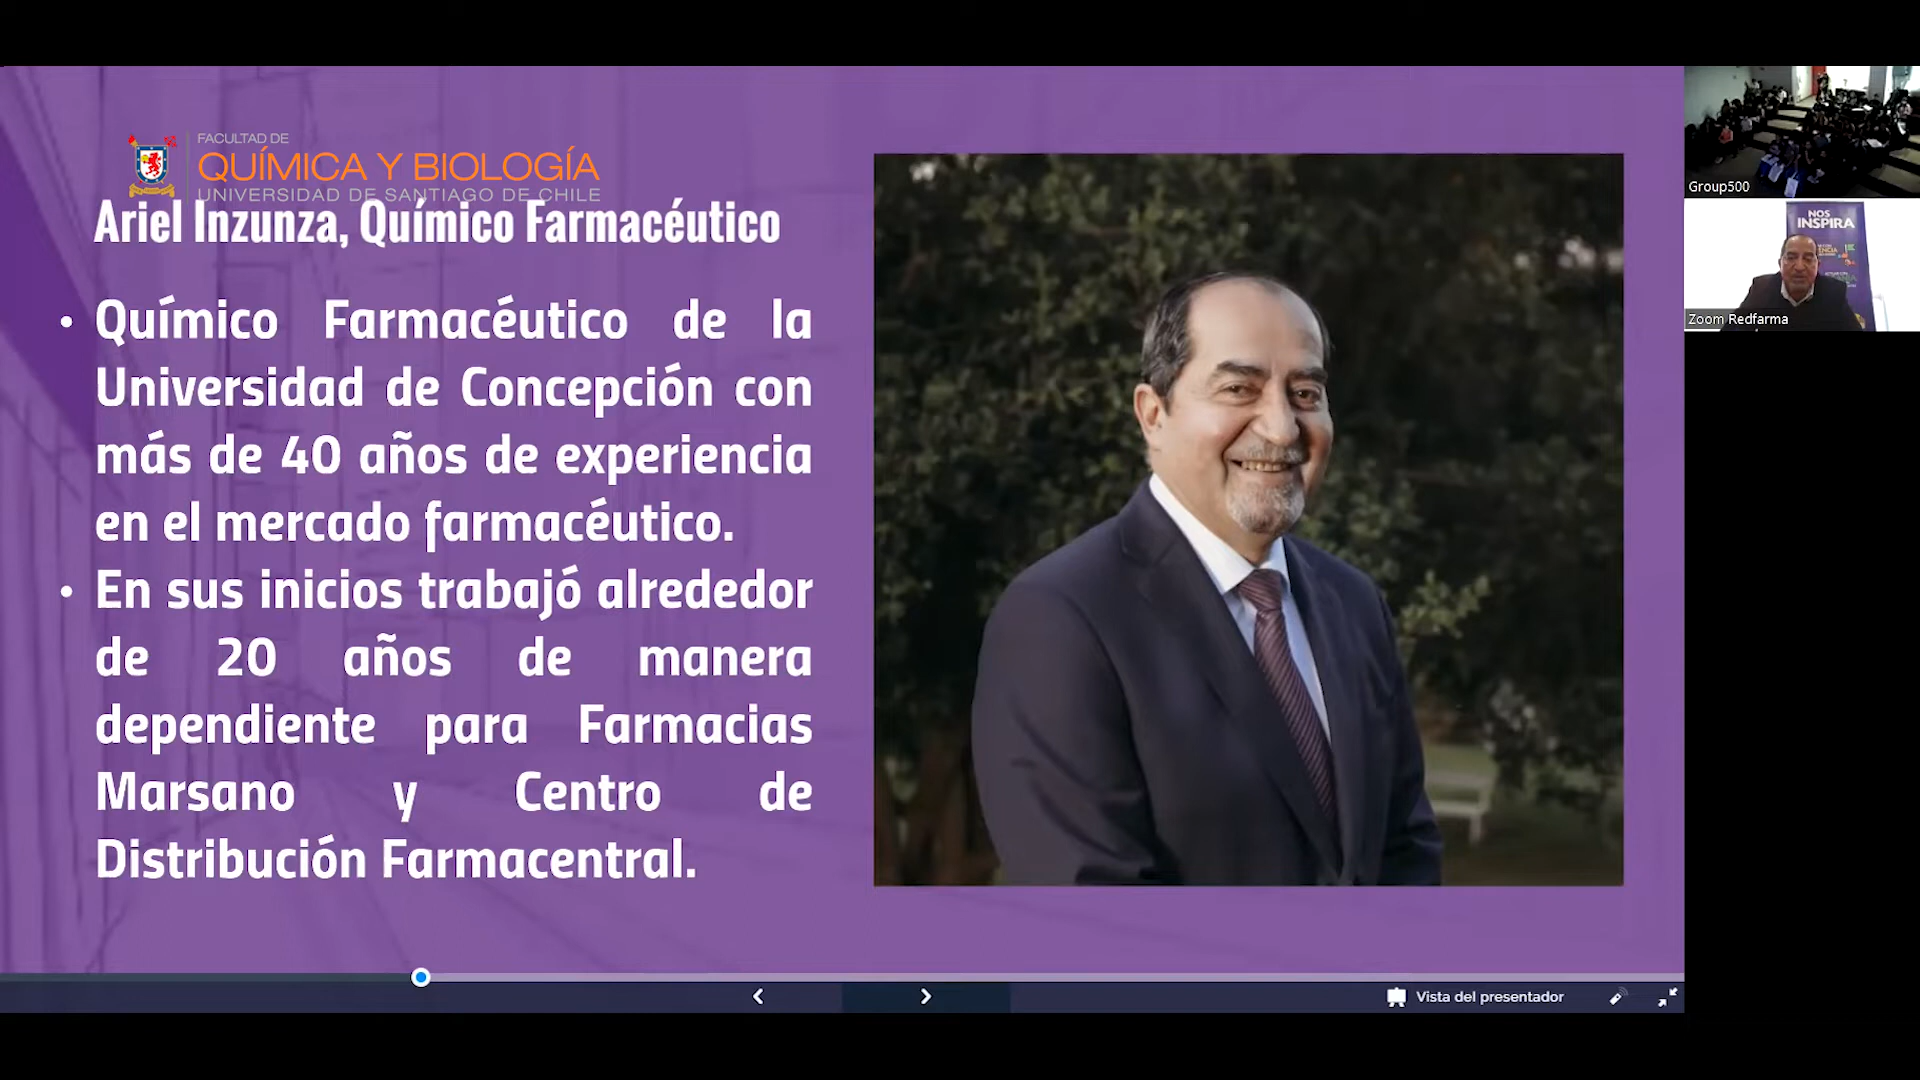 FACULTAD DE
QUÍMICA Y BIOLOGÍA
UNIVERSIDAD DE SANTIAGO DE CHILE
Ariel Inzunza, Químico Farmacéutico
• Químico Farmacéutico de la
Universidad de Concepción con
más de 40 años de experiencia
en el mercado farmacéutico.
• En sus inicios trabajó alrededor
de 20 años de manera
dependiente para Farmacias
Marsano y Centro de
Distribución Farmacentral.
Vista del presentador
Group500
NOS
INSPIRA
Zoom Redfarma